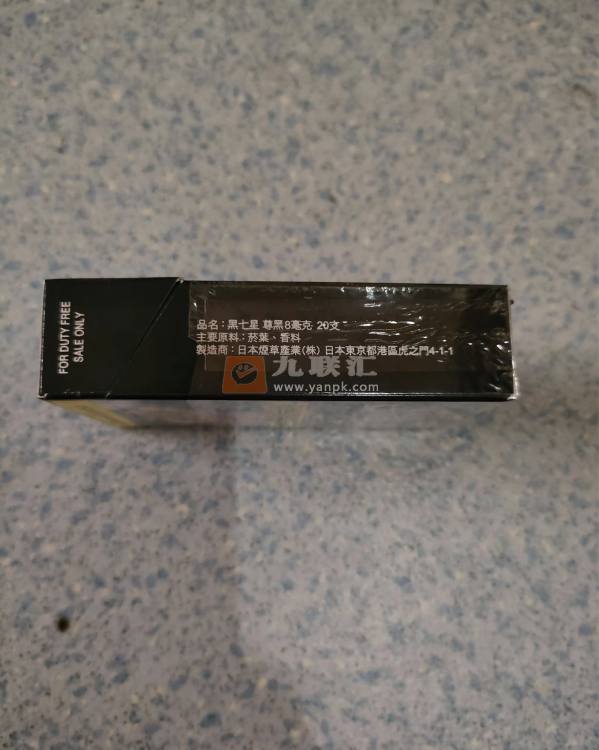 FOR DUTY FREE
SALE ONLY
品名：黑七星 尊黑8毫克 20支
主要原料：菸葉、香料
製造商：日本煙草產業(株) 日本東京都港區虎之門4-1-1
九联汇
www.yanpk.com